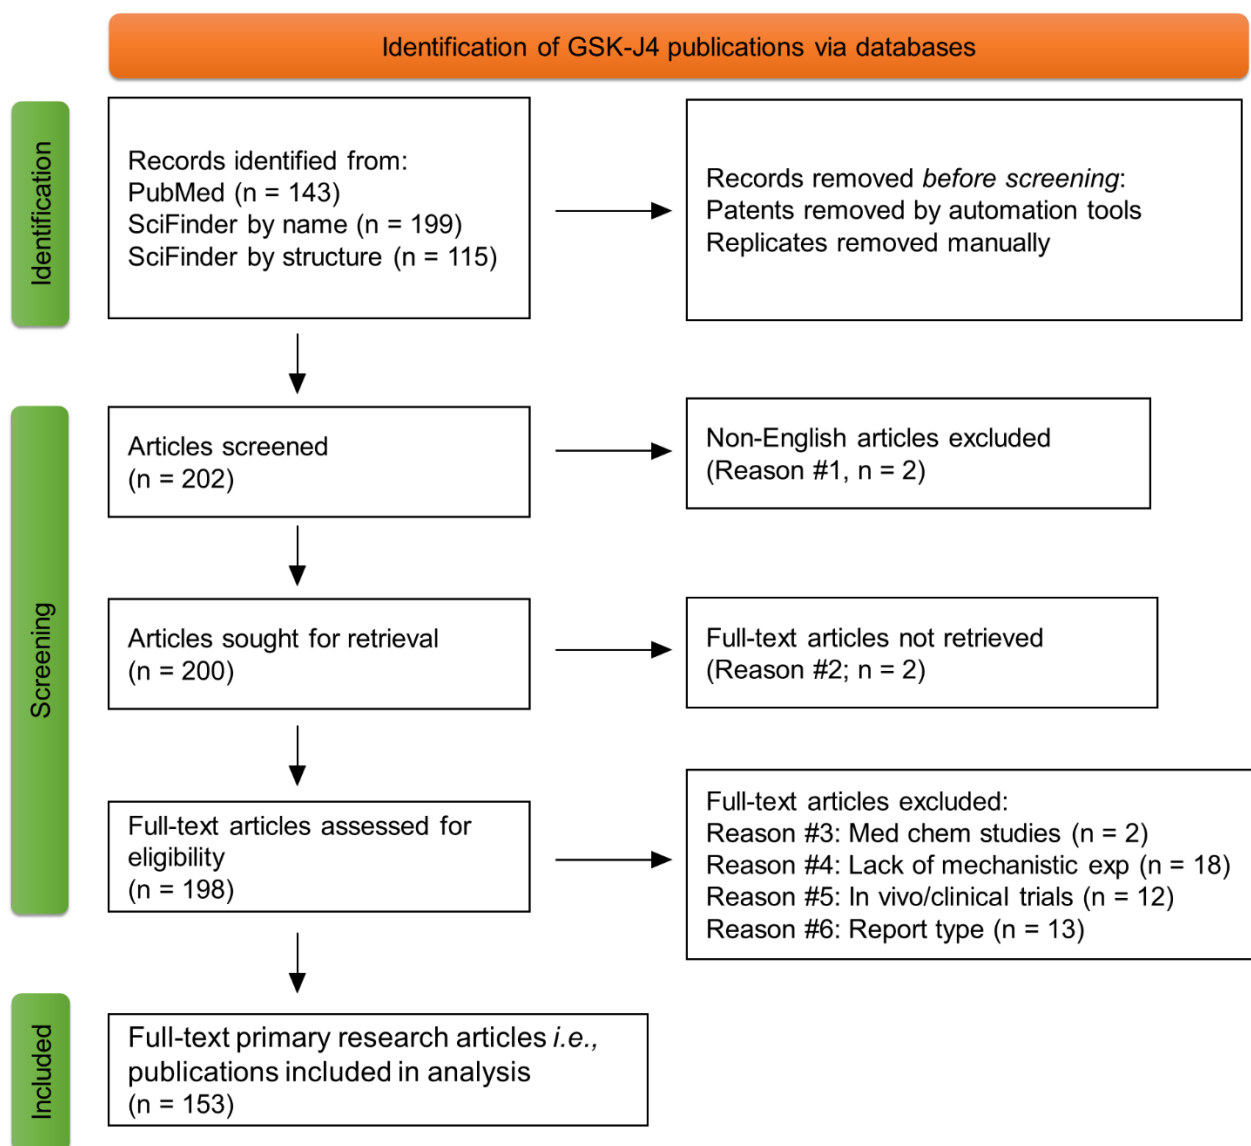 Identification of GSK-J4 publications via databases
Identification
Records identified from:
PubMed (n = 143)
SciFinder by name (n = 199)
SciFinder by structure (n = 115)
Records removed before screening:
Patents removed by automation tools
Replicates removed manually
Screening
Articles screened
(n = 202)
Non-English articles excluded
(Reason #1, n = 2)
Articles sought for retrieval
(n = 200)
Full-text articles not retrieved
(Reason #2; n = 2)
Full-text articles assessed for
eligibility
(n = 198)
Full-text articles excluded:
Reason #3: Med chem studies (n = 2)
Reason #4: Lack of mechanistic exp (n = 18)
Reason #5: In vivo/clinical trials (n = 12)
Reason #6: Report type (n = 13)
Included
Full-text primary research articles i.e.,
publications included in analysis
(n = 153)